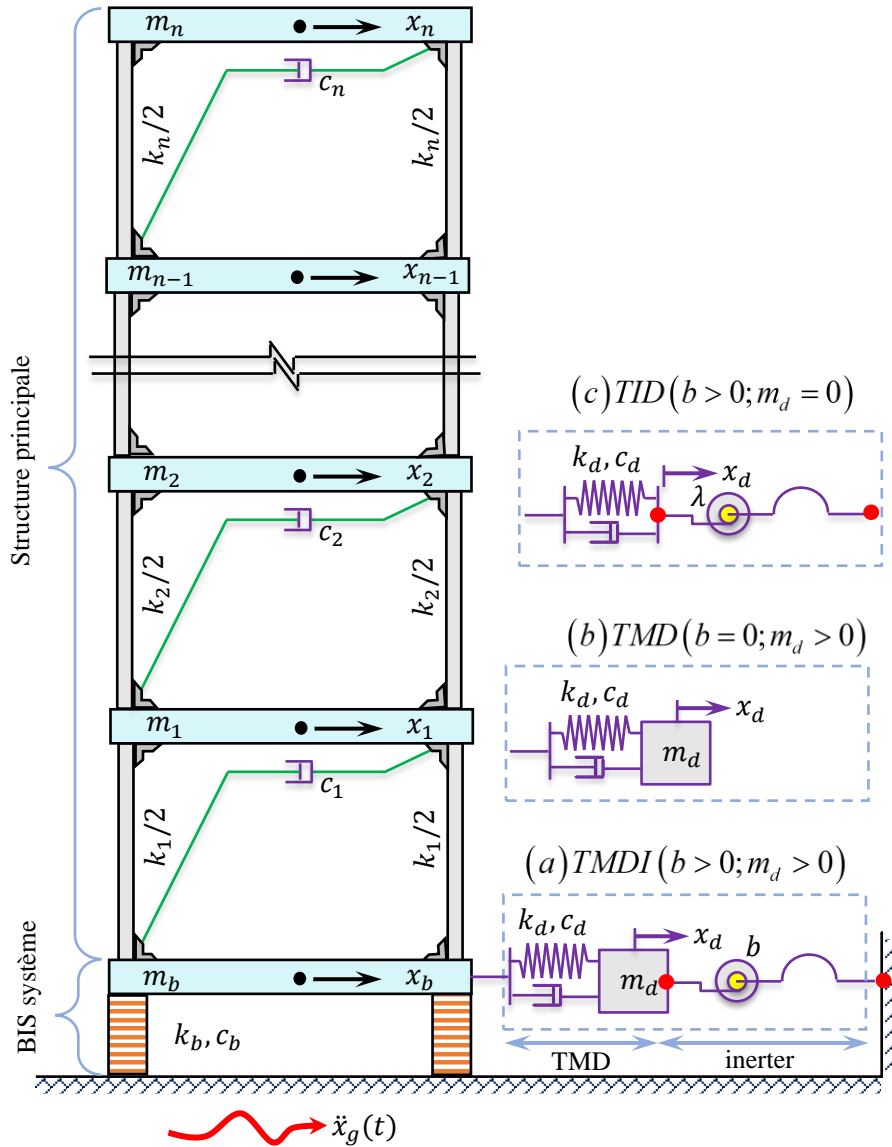 m_n x_n
c_n
k_n/2 k_n/2
m_{n-1} x_{n-1}
Structure principale
m_2 x_2
c_2
k_2/2 k_2/2
m_1 x_1
c_1
k_1/2 k_1/2
BIS système
m_b x_b
k_b, c_b
ẍ_g(t)
(c) TID (b > 0; m_d = 0)
k_d, c_d
x_d
λ
(b) TMD (b = 0; m_d > 0)
k_d, c_d
x_d
m_d
(a) TMDI (b > 0; m_d > 0)
k_d, c_d
x_d
b
m_d
TMD inerter